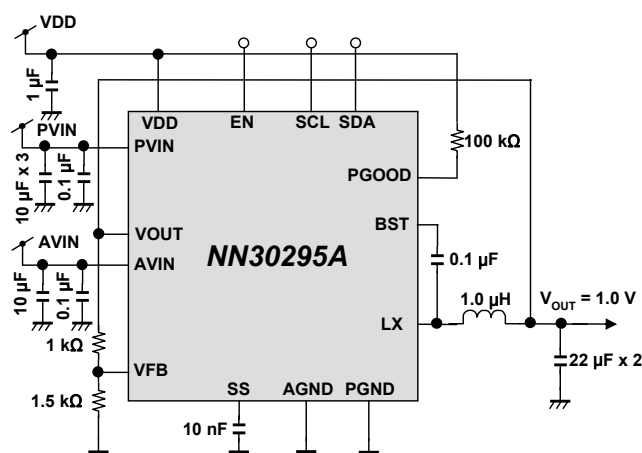 VDD
1 µF
VDD
EN
SCL
SDA
PVIN
PVIN
10 µF x 3
0.1 µF
100 kΩ
PGOOD
BST
VOUT
NN30295A
AVIN
AVIN
0.1 µF
10 µF
0.1 µF
1.0 µH
VOUT = 1.0 V
LX
1 kΩ
22 µF x 2
VFB
1.5 kΩ
SS
AGND
PGND
10 nF